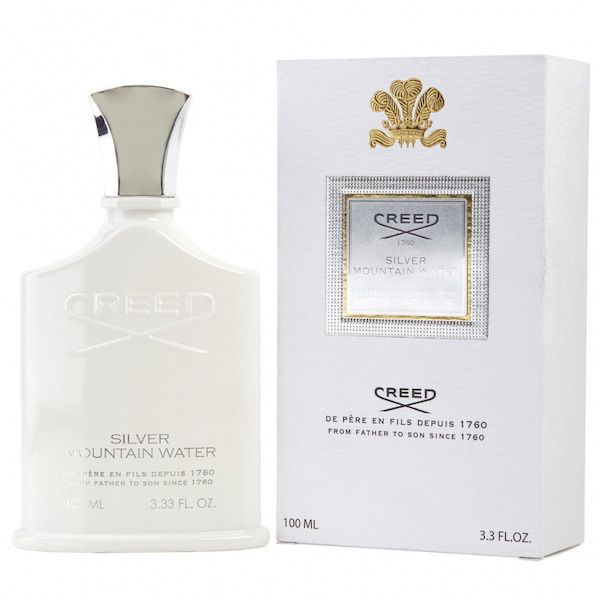 CREED
SILVER
MOUNTAIN WATER
DE PÈRE EN FILS DEPUIS 1760
FROM FATHER TO SON SINCE 1760
ML 3.33 FL. OZ.
CREED
1760
SILVER
MOUNTAIN WATER
CREED
DE PÈRE EN FILS DEPUIS 1760
FROM FATHER TO SON SINCE 1760
100 ML 3.3 FL.OZ.